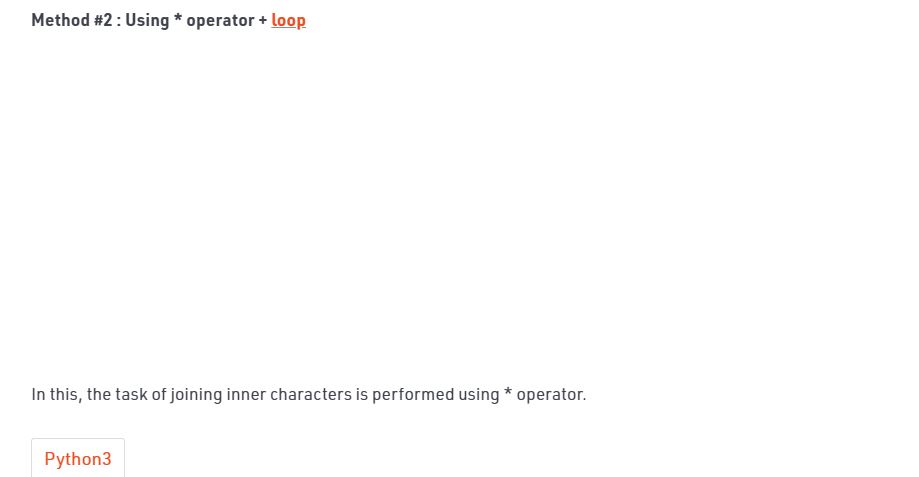 Method #2 : Using * operator + loop
In this, the task of joining inner characters is performed using * operator.
Python3